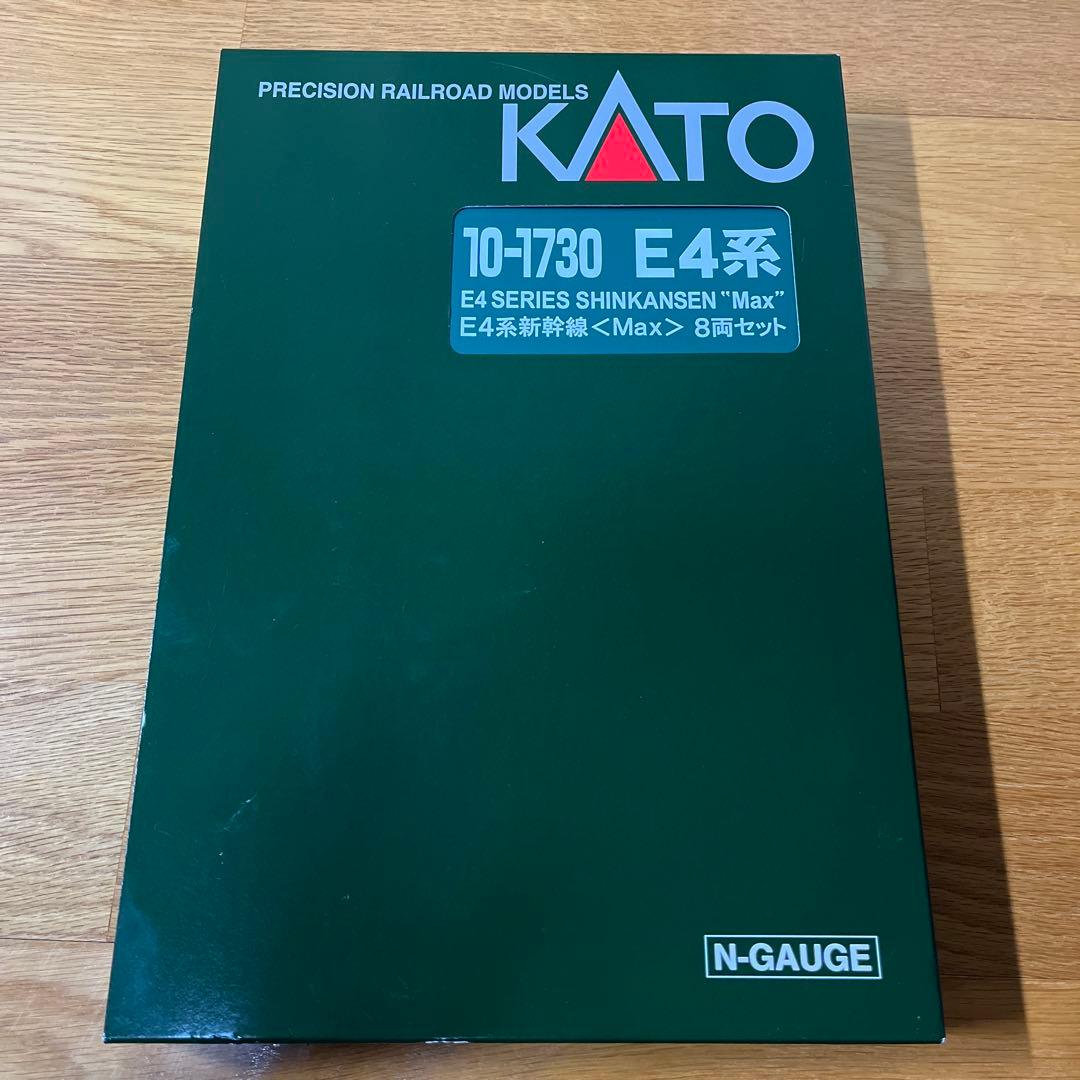 PRECISION RAILROAD MODELS
KATO
10-1730 E4系
E4 SERIES SHINKANSEN "Max"
E4系新幹線<Max> 8両セット
N-GAUGE